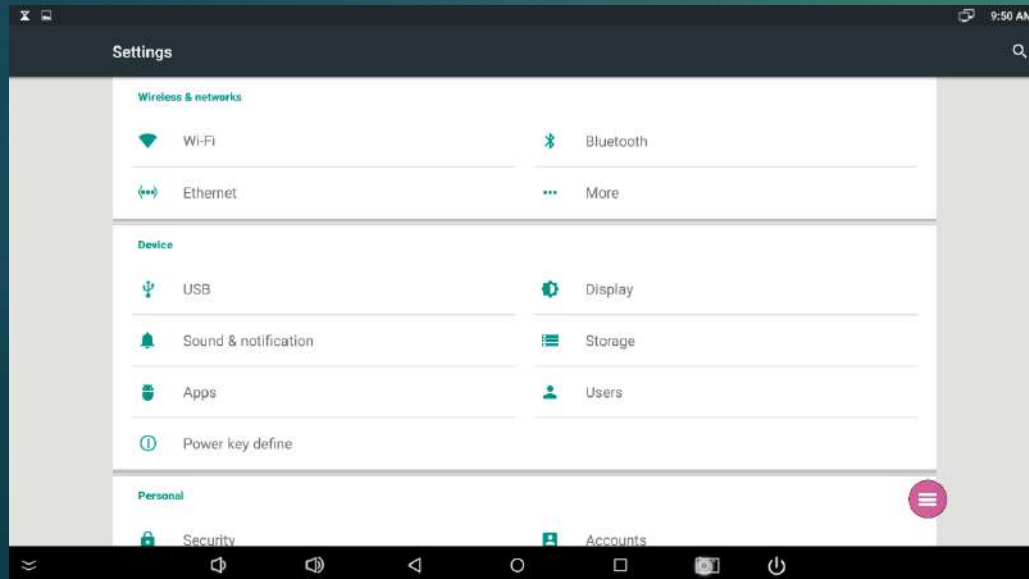 9:50 AM
Settings
Wireless & networks
Wi-Fi
Bluetooth
Ethernet
More
Device
USB
Display
Sound & notification
Storage
Apps
Users
Power key define
Personal
Security
Accounts